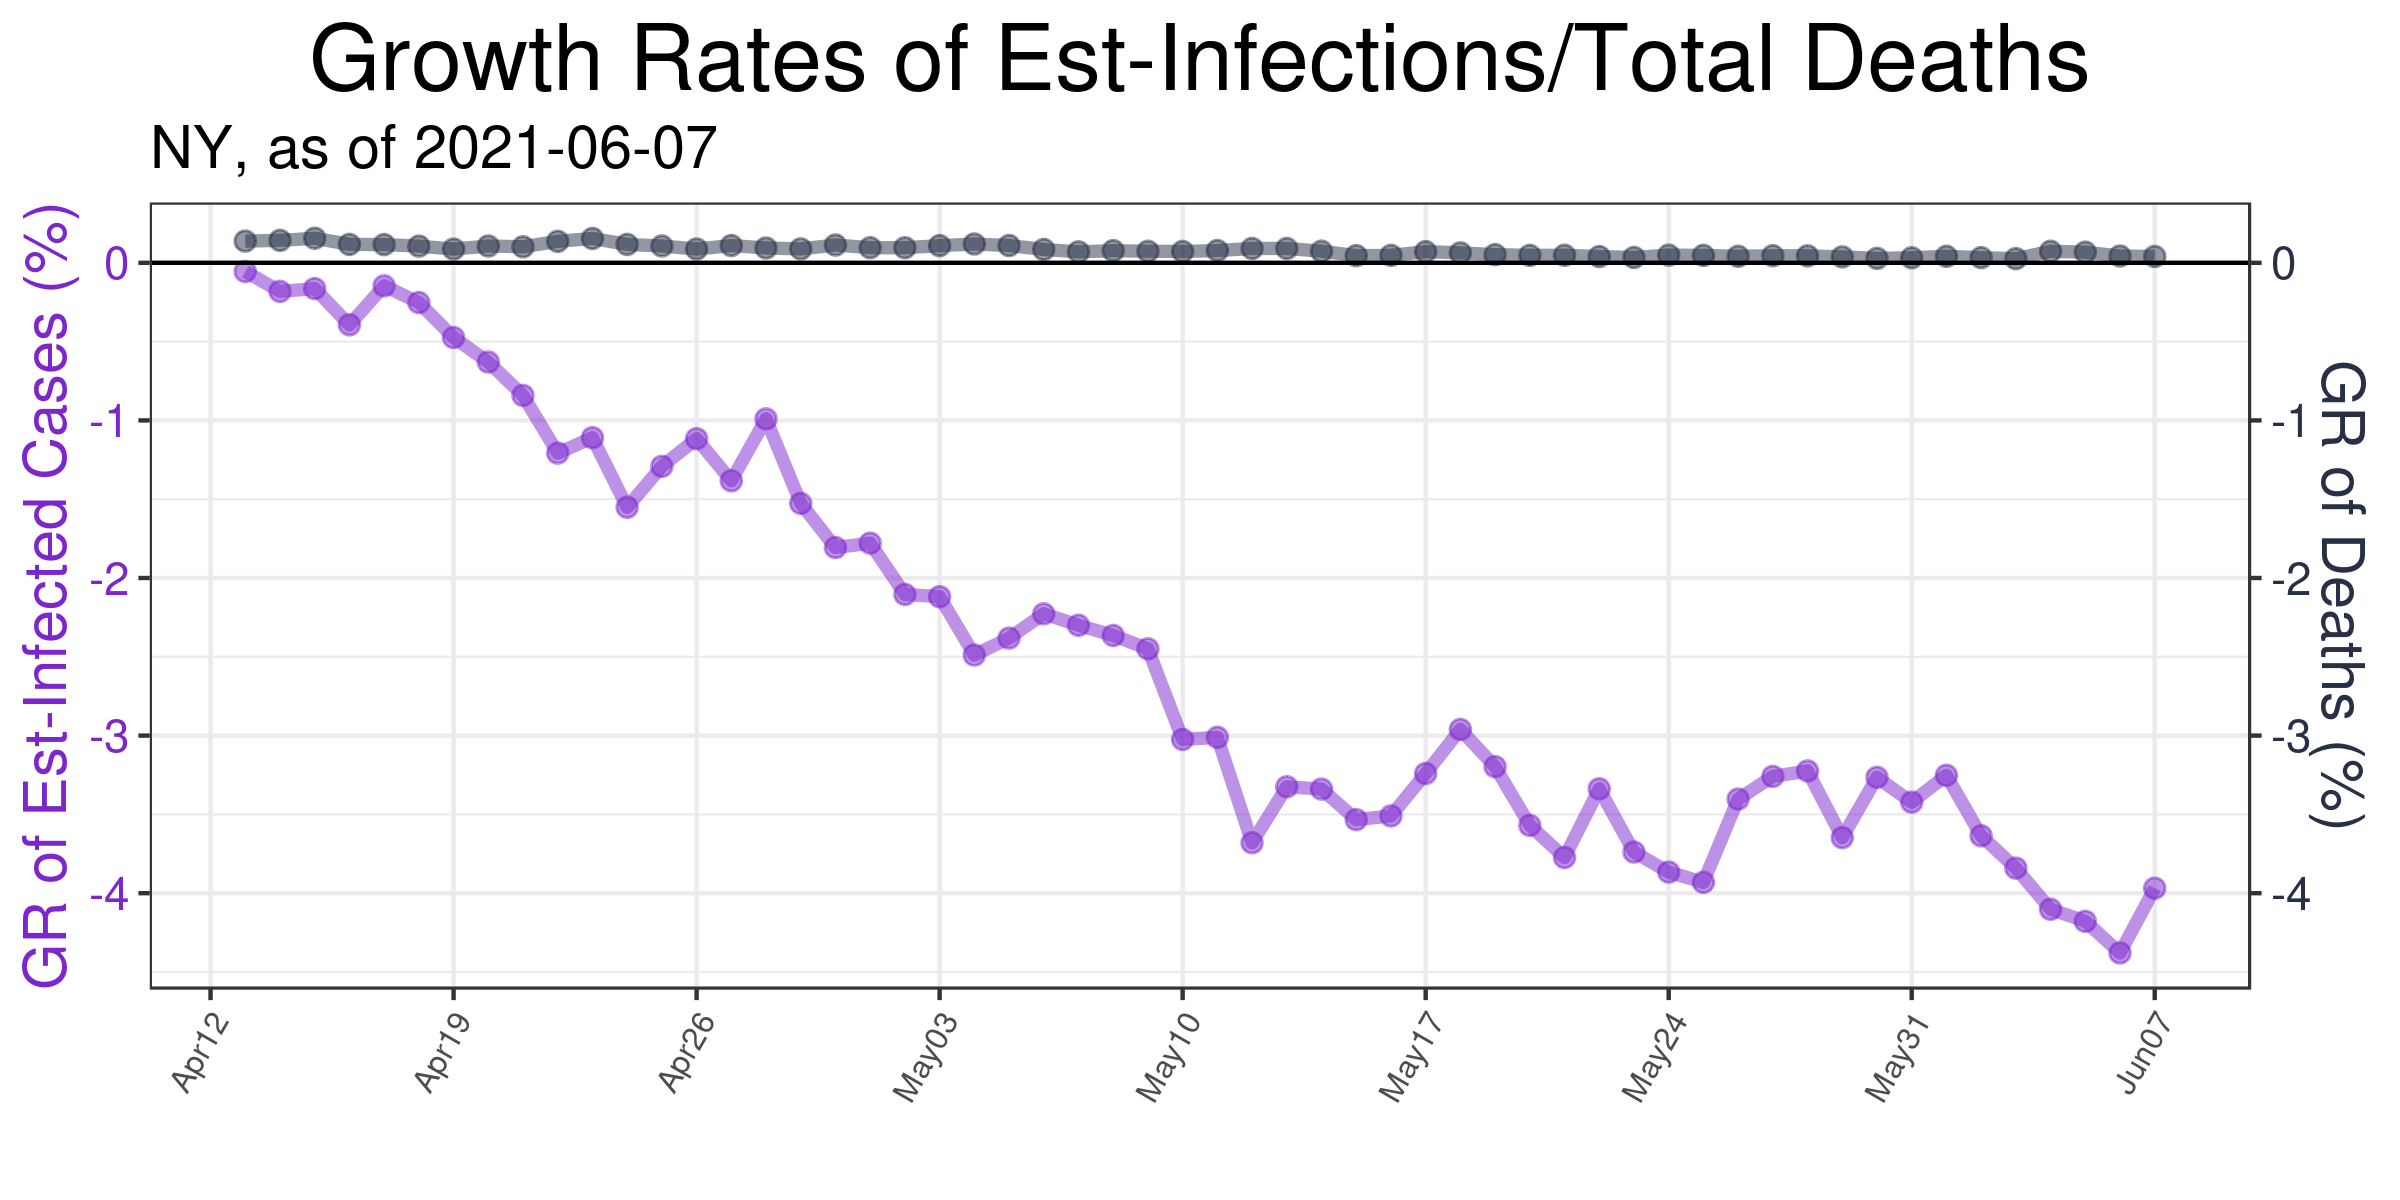 Growth Rates of Est-Infections/Total Deaths
NY, as of 2021-06-07
GR of Est-Infected Cases (%)
0
-1
-2
-3
-4
0
-1
-2
-3
-4
GR of Deaths (%)
Apr12
Apr19
Apr26
May03
May10
May17
May24
May31
Jun07